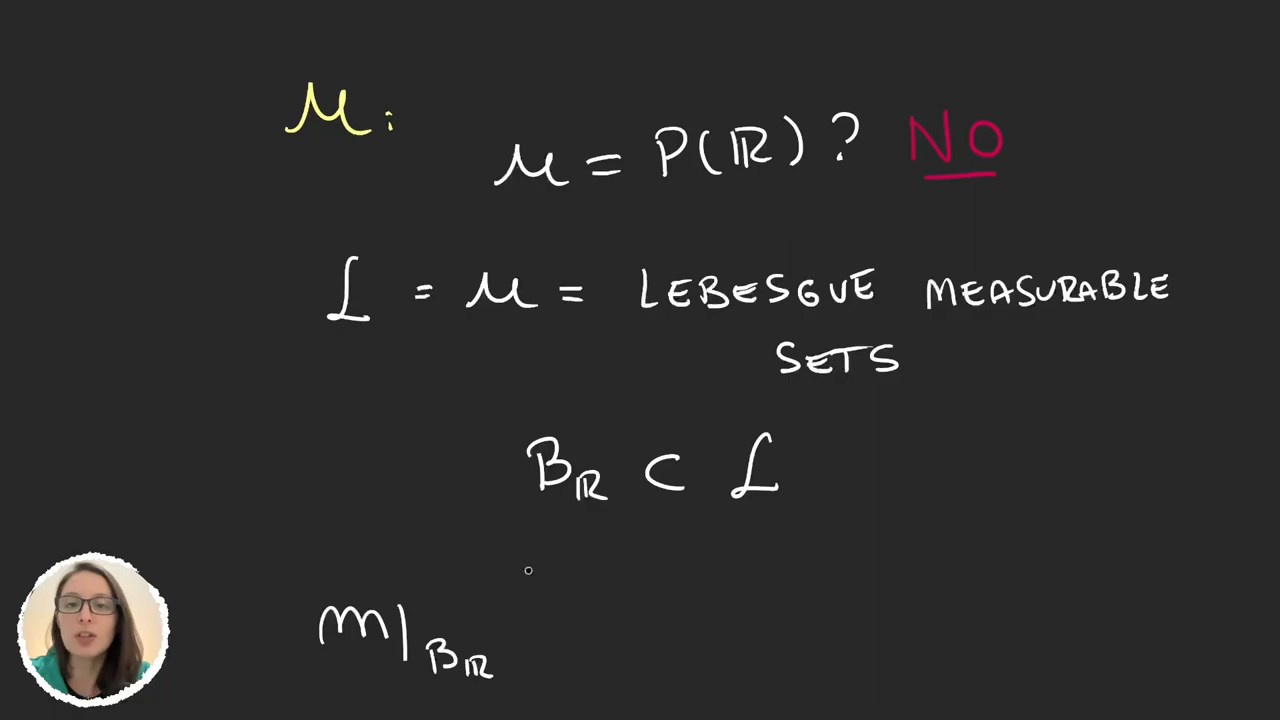 M:
M = P(ℝ)? NO
L = M = LEBESGUE MEASURABLE
SETS
B_ℝ ⊂ L
m|_B_ℝ